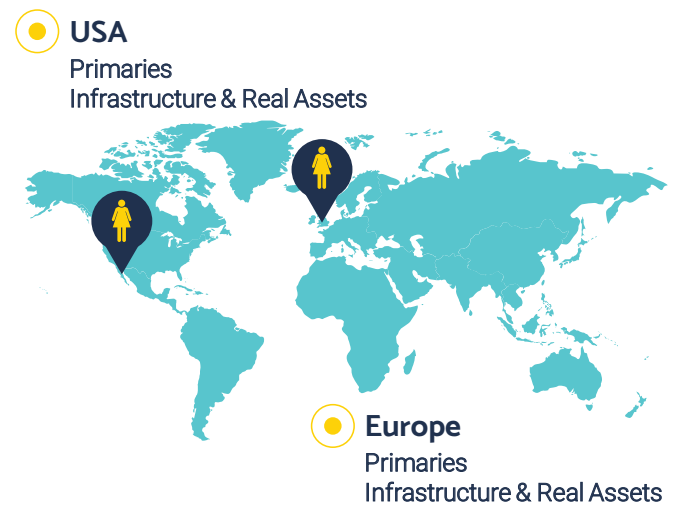 USA
Primaries
Infrastructure & Real Assets
Europe
Primaries
Infrastructure & Real Assets